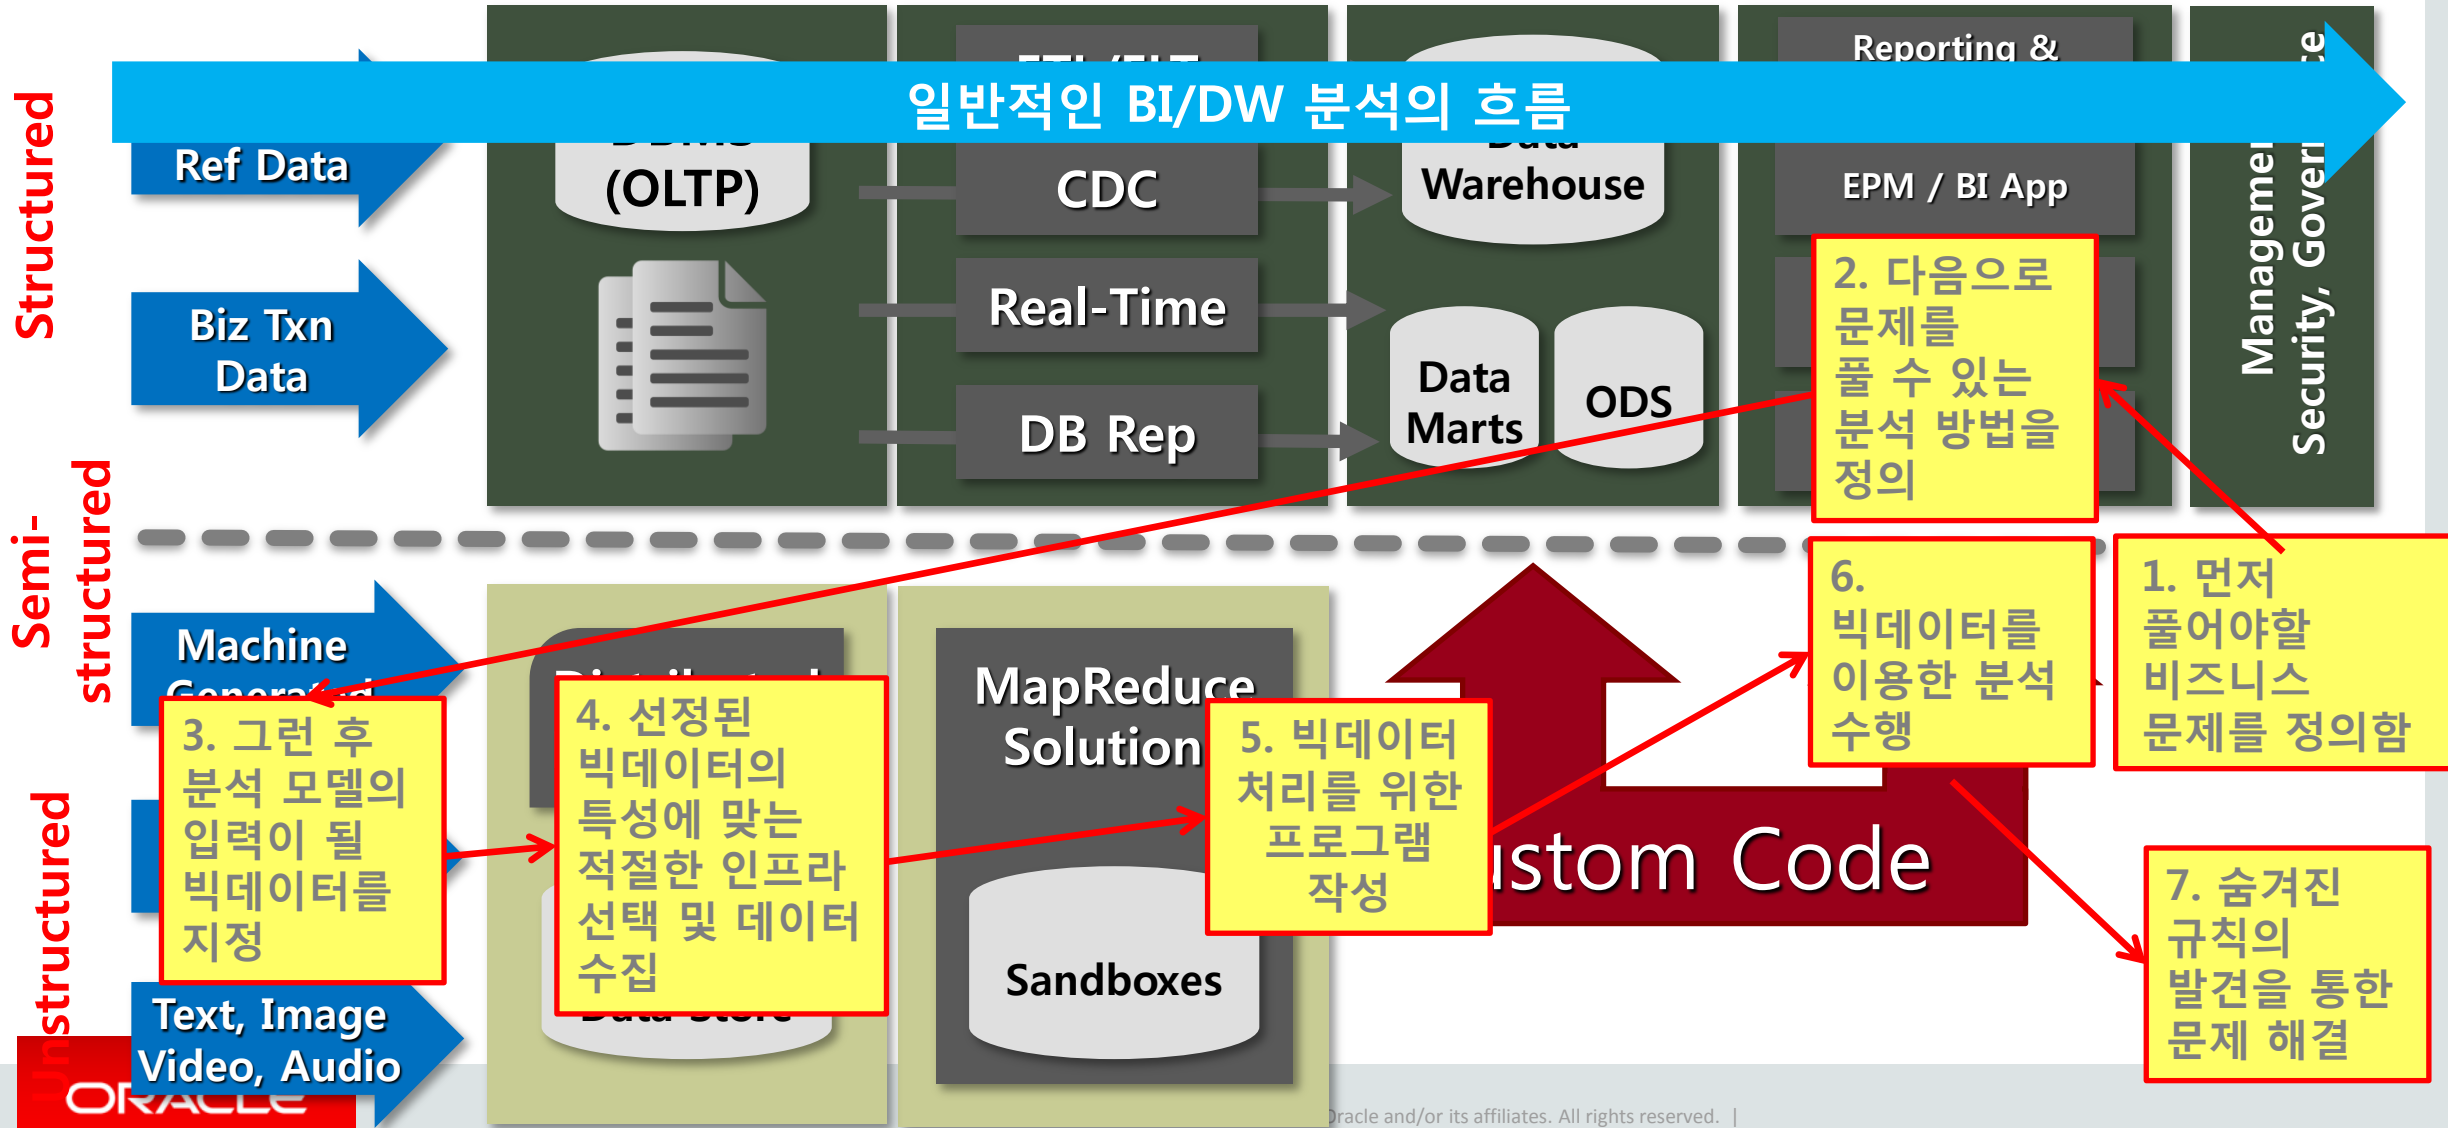 Structured
Semi-
structured
Unstructured
일반적인 BI/DW 분석의 흐름
Ref Data
Biz Txn
Data
(OLTP)
CDC
Real-Time
DB Rep
Data
Warehouse
Data
Marts
ODS
Reporting &
EPM / BI App
Security,
Machine
Generated
Text, Image
Video, Audio
Distributed
Data Store
MapReduce
Solution
Sandboxes
Code
1. 먼저
풀어야할
비즈니스
문제를 정의함
2. 다음으로
문제를
풀 수 있는
분석 방법을
정의
3. 그런 후
분석 모델의
입력이 될
빅데이터를
지정
4. 선정된
빅데이터의
특성에 맞는
적절한 인프라
선택 및 데이터
수집
5. 빅데이터
처리를 위한
프로그램
작성
6.
빅데이터를
이용한 분석
수행
7. 숨겨진
규칙의
발견을 통한
문제 해결
ORACLE
Oracle and/or its affiliates. All rights reserved. |